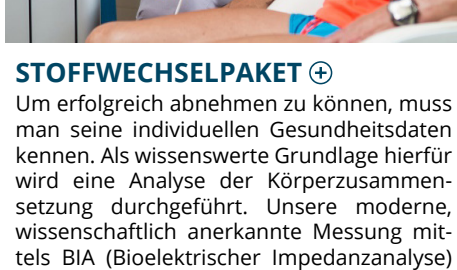 STOFFWECHSELPAKET ⊕
Um erfolgreich abnehmen zu können, muss
man seine individuellen Gesundheitsdaten
kennen. Als wissenswerte Grundlage hierfür
wird eine Analyse der Körperzusammen-
setzung durchgeführt. Unsere moderne,
wissenschaftlich anerkannte Messung mit-
tels BIA (Bioelektrischer Impedanzanalyse)